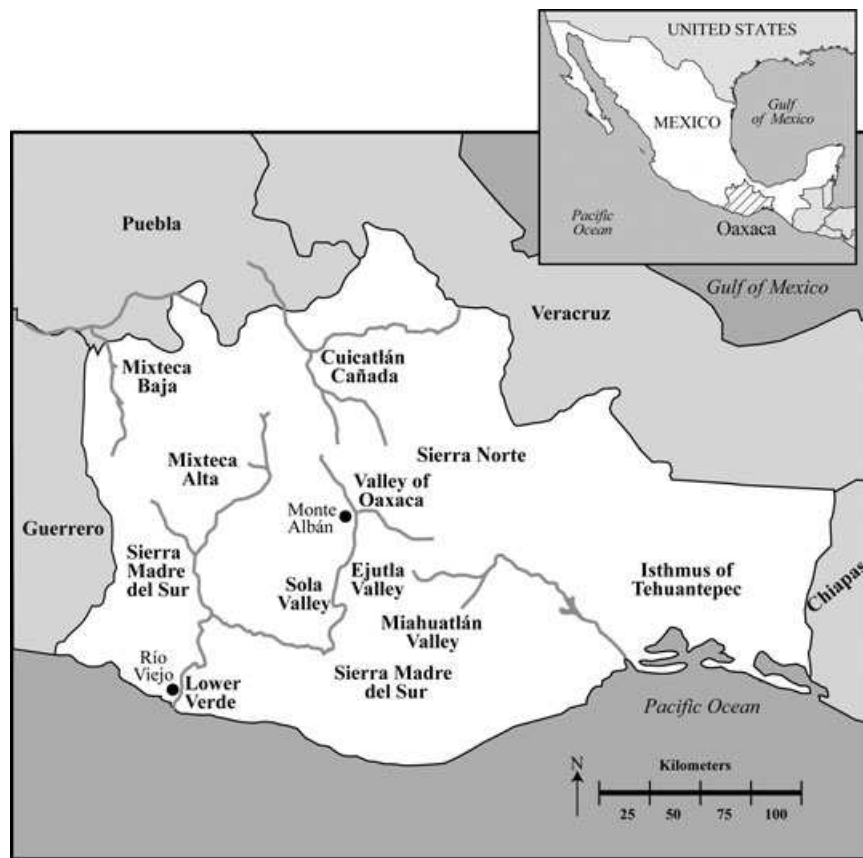 UNITED STATES
Gulf
of Mexico
MEXICO
Pacific
Ocean
Oaxaca
Puebla
Gulf of Mexico
Veracruz
Mixteca
Baja
Cuicatlán
Cañada
Mixteca
Alta
Sierra Norte
Valley of
Oaxaca
Monte
Albán
Guerrero
Sierra
Madre
del Sur
Sola
Valley
Ejutla
Valley
Isthmus of
Tehuantepec
Chiapas
Miahuatlán
Valley
Río
Viejo
Lower
Verde
Sierra Madre
del Sur
Pacific Ocean
N
Kilometers
25 50 75 100